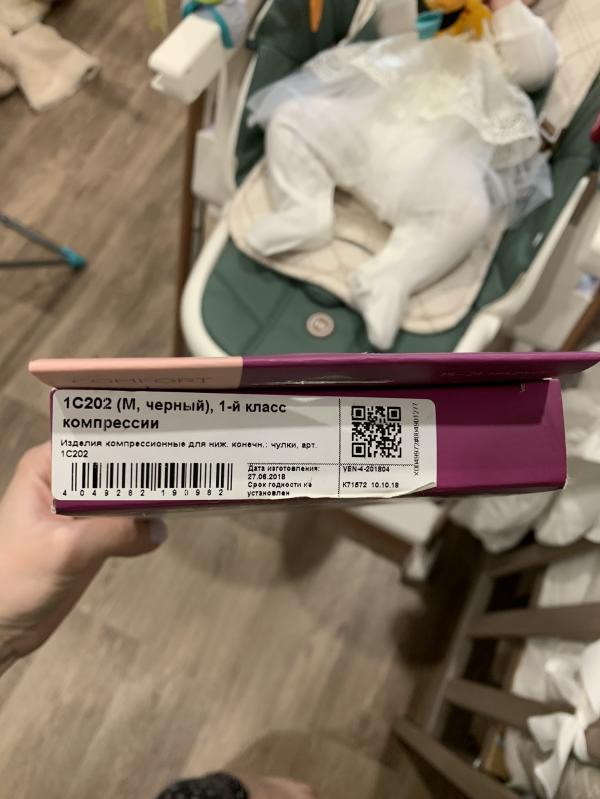 COMFORT
1C202 (M, черный), 1-й класс
компрессии
Изделия компрессионные для ниж. конечн.: чулки, арт.
1C202
Дата изготовления:
27.06.2018
Срок годности не
установлен
4 049282 190982
VEN-4-201804
K71572 10.10.18